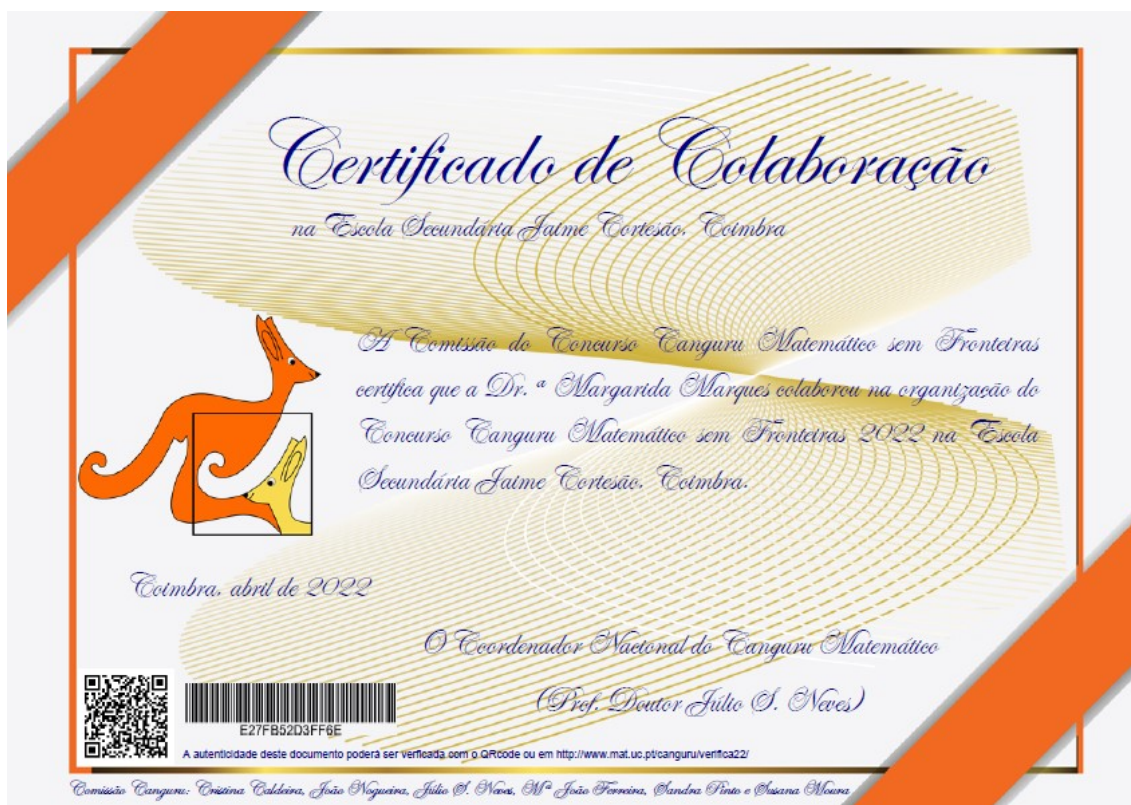 Certificado de Colaboração
na Escola Secundária Jaime Cortesão, Coimbra
A Comissão do Concurso Canguru Matemático sem Fronteiras
certifica que a Dr. ª Margarida Marques colaborou na organização do
Concurso Canguru Matemático sem Fronteiras 2022 na Escola
Secundária Jaime Cortesão, Coimbra.
Coimbra, abril de 2022
O Coordenador Nacional do Canguru Matemático
(Prof. Doutor Júlio S. Neves)
E27FB52D3FF6E
A autenticidade deste documento poderá ser verificada com o QRcode ou em http://www.mat.uc.pt/canguru/verifica22/
Comissão Canguru: Cristina Caldeira, João Nogueira, Júlio S. Neves, Mª João Ferreira, Sandra Pinto e Susana Moura